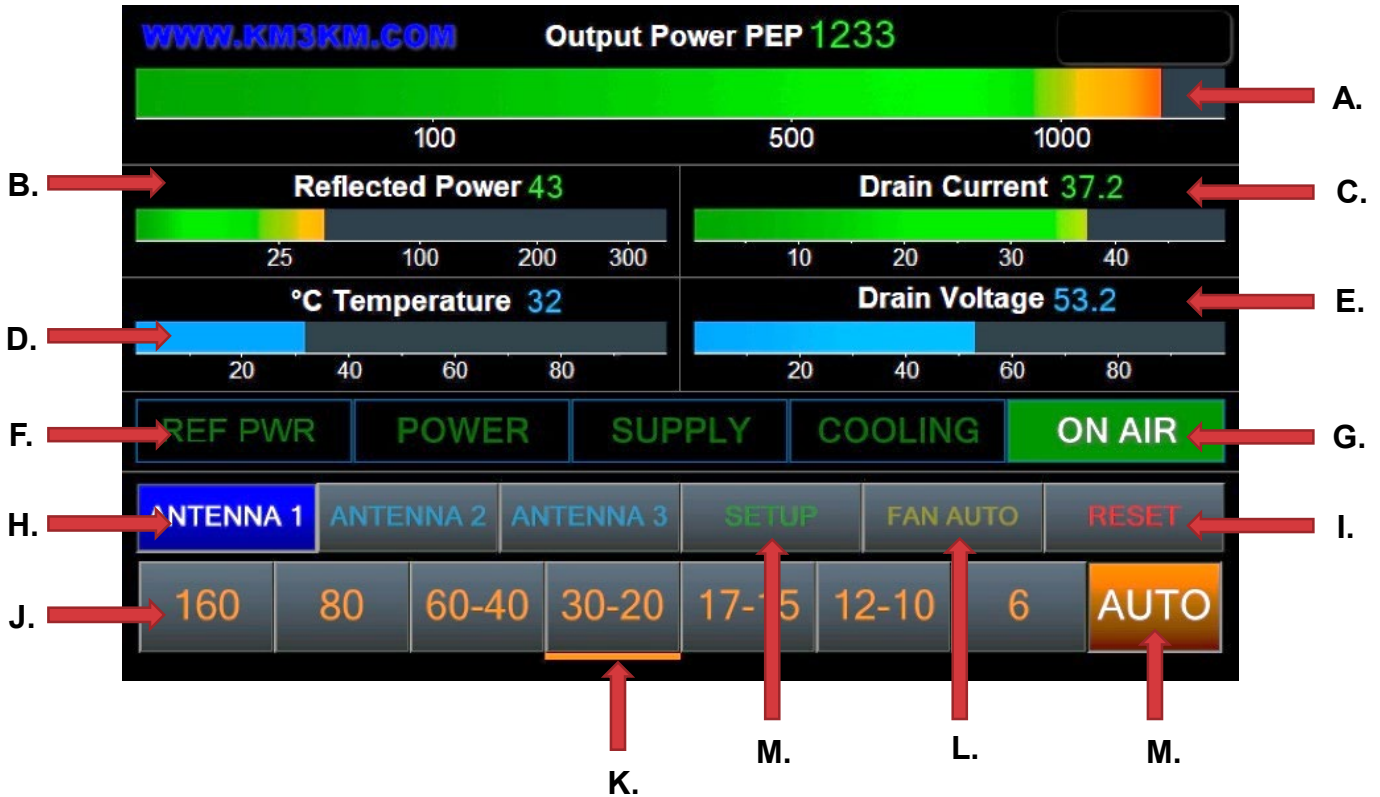 WWW.KM3KM.COM Output Power PEP 1233
A.
100 500 1000
B. Reflected Power 43 Drain Current 37.2 C.
25 100 200 300 10 20 30 40
°C Temperature 32 Drain Voltage 53.2 E.
D.
20 40 60 80 20 40 60 80
F. REF PWR POWER SUPPLY COOLING ON AIR G.
H. ANTENNA 1 ANTENNA 2 ANTENNA 3 SETUP FAN AUTO RESET I.
J. 160 80 60-40 30-20 17-15 12-10 6 AUTO
M. L. M.
K.